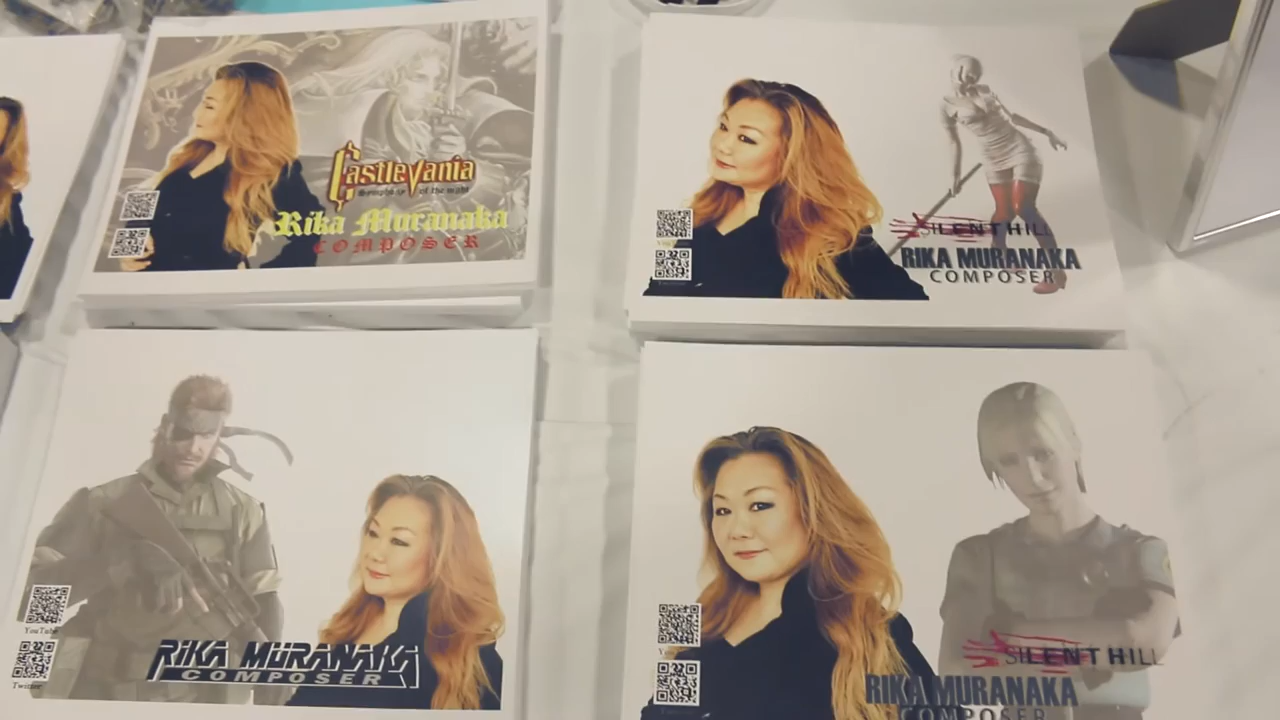 Castlevania
Symphony of the night
Rika Muranaka
COMPOSER
SILENT HILL
RIKA MURANAKA
COMPOSER
YouTube
Twitter
RIKA MURANAKA
COMPOSER
SILENT HILL
RIKA MURANAKA
COMPOSER